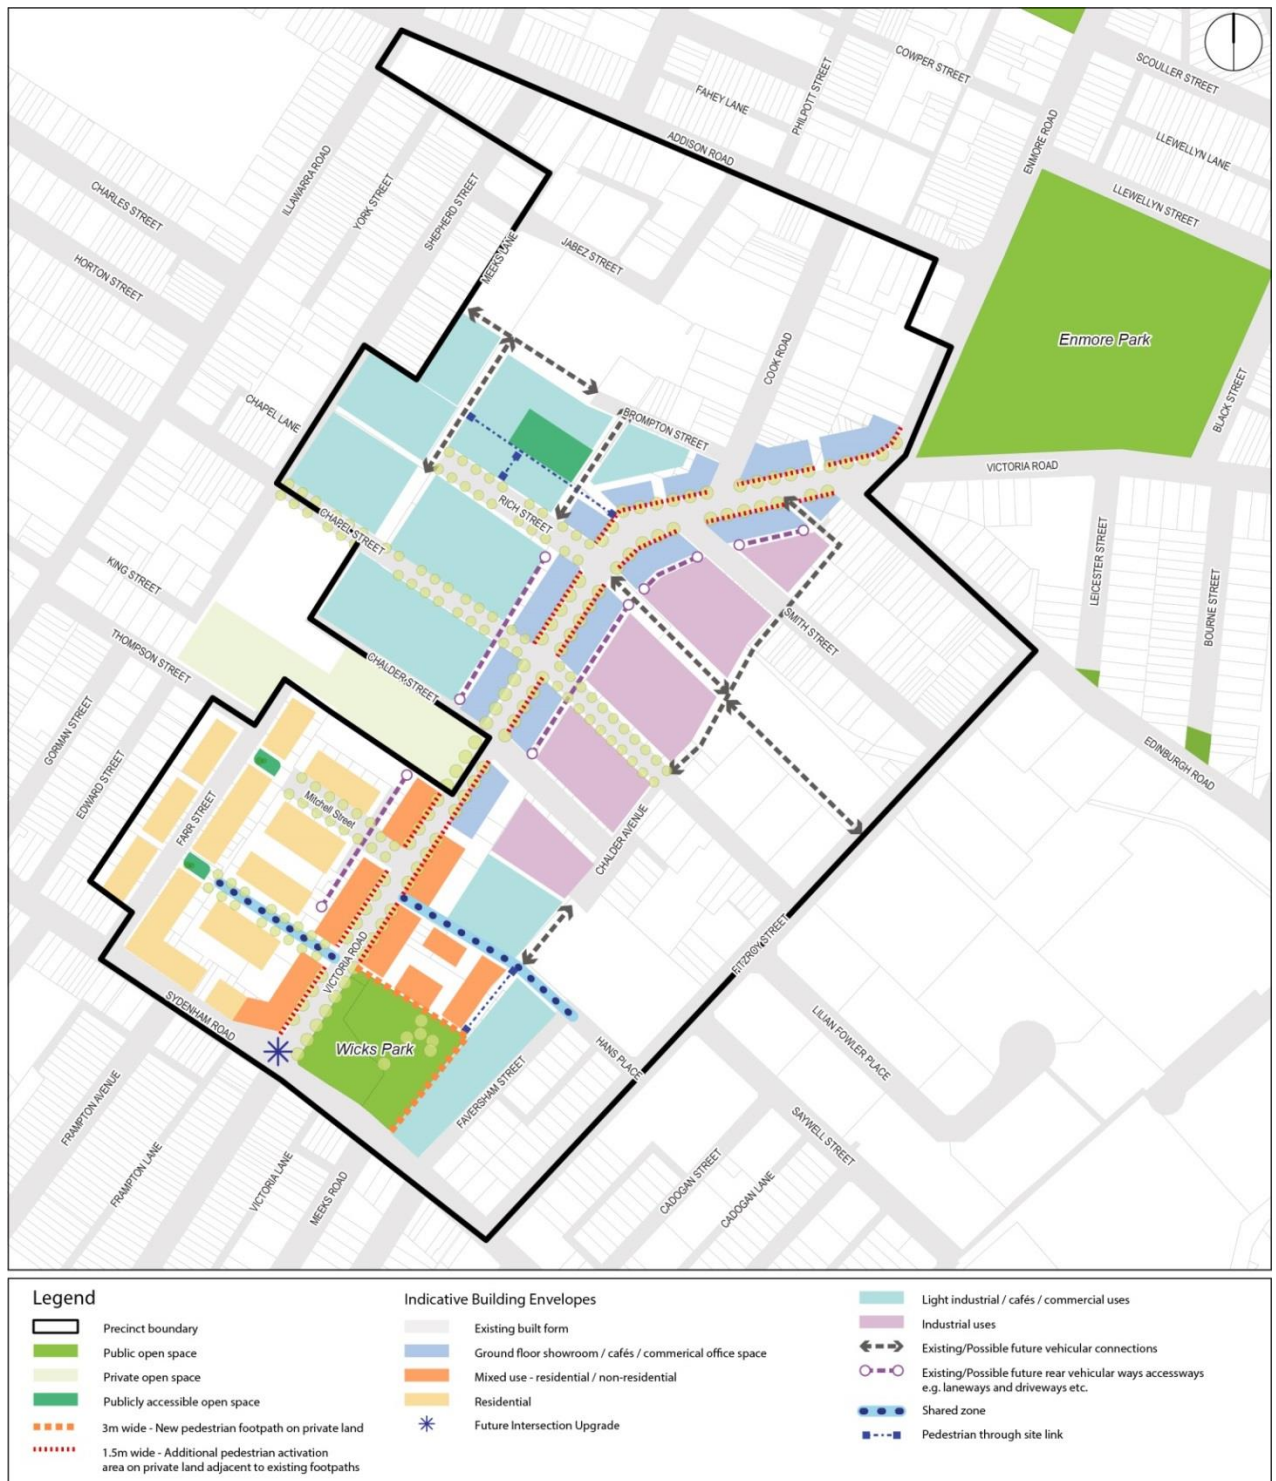 COWPER STREET
SCOULLER STREET
FAHEY LANE
PHILPOTT STREET
ENMORE ROAD
LLEWELLYN LANE
ADDISON ROAD
LLEWELLYN STREET
ILLAWARRA ROAD
CHARLES STREET
YORK STREET
SHEPHERD STREET
MEEKS LANE
JABEZ STREET
HORTON STREET
Enmore Park
COOK ROAD
BLACK STREET
CHAPEL LANE
BROMPTON STREET
VICTORIA ROAD
RICH STREET
CHAPEL STREET
KING STREET
LEICESTER STREET
BOURNE STREET
SMITH STREET
THOMPSON STREET
CHALDER STREET
GORMAN STREET
EDWARD STREET
EDINBURGH ROAD
Mitchell Street
FARR STREET
CHALDER AVENUE
VICTORIA ROAD
FITZROY STREET
SYDENHAM ROAD
Wicks Park
HANS PLACE
LILIAN FOWLER PLACE
FAVERSHAM STREET
FRAMPTON AVENUE
FRAMPTON LANE
VICTORIA LANE
MEEKS ROAD
SAYWELL STREET
CADOGAN STREET
CADOGAN LANE
Legend
Precinct boundary
Public open space
Private open space
Publicly accessible open space
3m wide - New pedestrian footpath on private land
1.5m wide - Additional pedestrian activation
area on private land adjacent to existing footpaths
Indicative Building Envelopes
Existing built form
Ground floor showroom / cafés / commerical office space
Mixed use - residential / non-residential
Residential
Future Intersection Upgrade
Light industrial / cafés / commercial uses
Industrial uses
Existing/Possible future vehicular connections
Existing/Possible future rear vehicular ways accessways
e.g. laneways and driveways etc.
Shared zone
Pedestrian through site link